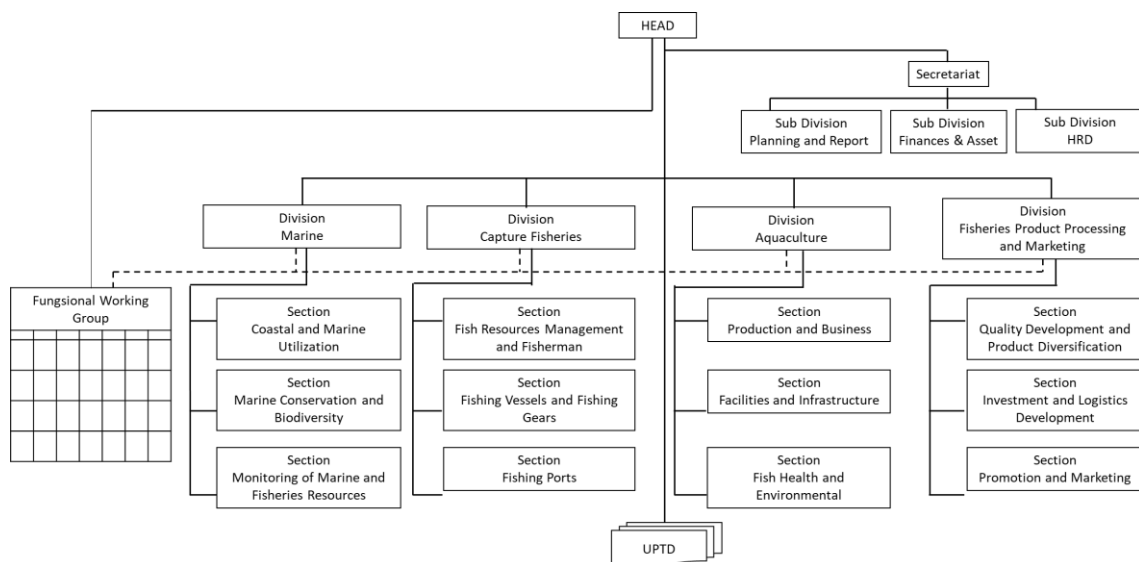 HEAD
Secretariat
Sub Division
Planning and Report
Sub Division
Finances & Asset
Sub Division
HRD
Division
Marine
Division
Capture Fisheries
Division
Aquaculture
Division
Fisheries Product Processing
and Marketing
Fungsional Working
Group
Section
Coastal and Marine
Utilization
Section
Marine Conservation and
Biodiversity
Section
Monitoring of Marine and
Fisheries Resources
Section
Fish Resources Management
and Fisherman
Section
Fishing Vessels and Fishing
Gears
Section
Fishing Ports
Section
Production and Business
Section
Facilities and Infrastructure
Section
Fish Health and
Environmental
Section
Quality Development and
Product Diversification
Section
Investment and Logistics
Development
Section
Promotion and Marketing
UPTD